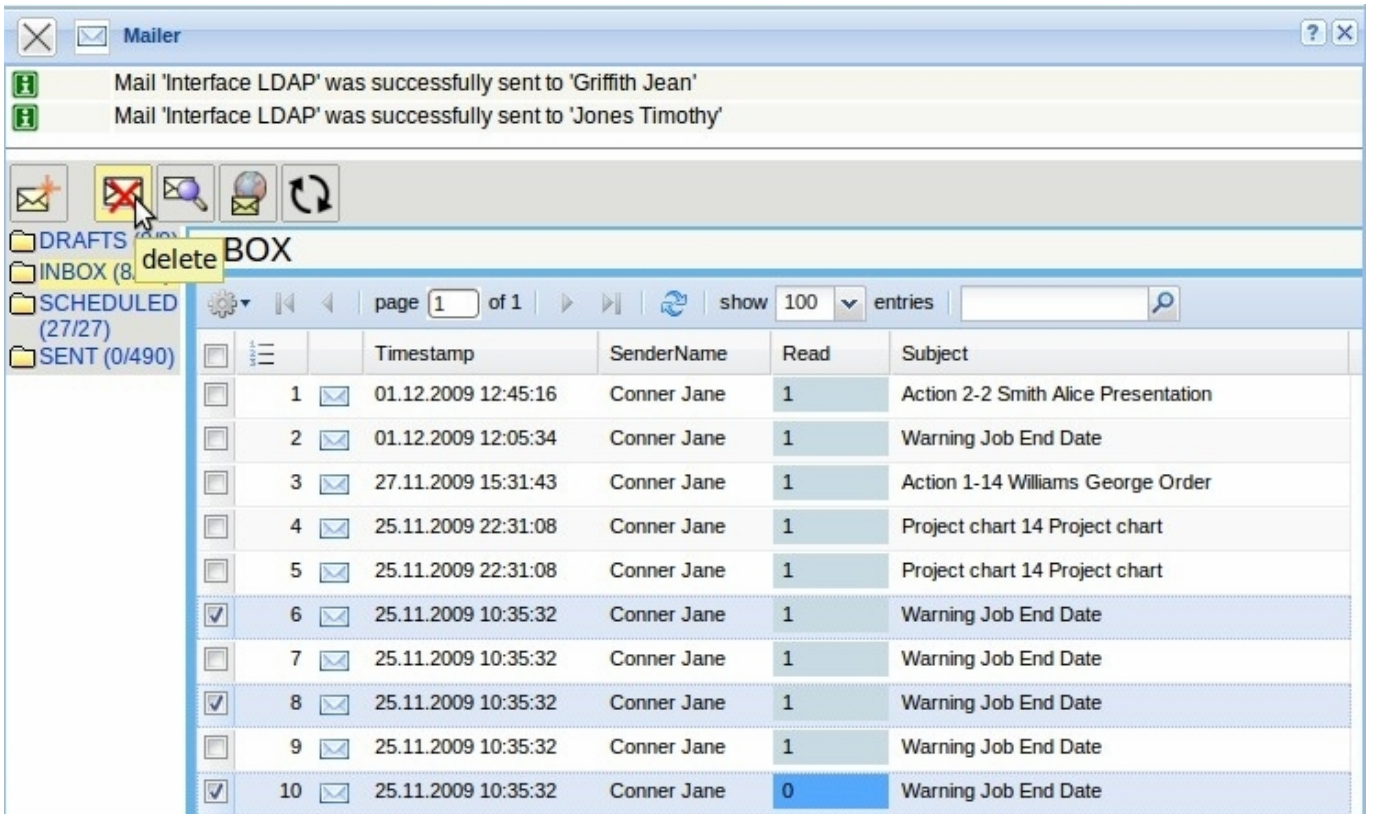 Mailer
Mail 'Interface LDAP' was successfully sent to 'Griffith Jean'
Mail 'Interface LDAP' was successfully sent to 'Jones Timothy'
DRAFTS
delete
BOX
INBOX (8
SCHEDULED
(27/27)
SENT (0/490)
page 1 of 1 show 100 entries
Timestamp SenderName Read Subject
1 01.12.2009 12:45:16 Conner Jane 1 Action 2-2 Smith Alice Presentation
2 01.12.2009 12:05:34 Conner Jane 1 Warning Job End Date
3 27.11.2009 15:31:43 Conner Jane 1 Action 1-14 Williams George Order
4 25.11.2009 22:31:08 Conner Jane 1 Project chart 14 Project chart
5 25.11.2009 22:31:08 Conner Jane 1 Project chart 14 Project chart
6 25.11.2009 10:35:32 Conner Jane 1 Warning Job End Date
7 25.11.2009 10:35:32 Conner Jane 1 Warning Job End Date
8 25.11.2009 10:35:32 Conner Jane 1 Warning Job End Date
9 25.11.2009 10:35:32 Conner Jane 1 Warning Job End Date
10 25.11.2009 10:35:32 Conner Jane 0 Warning Job End Date